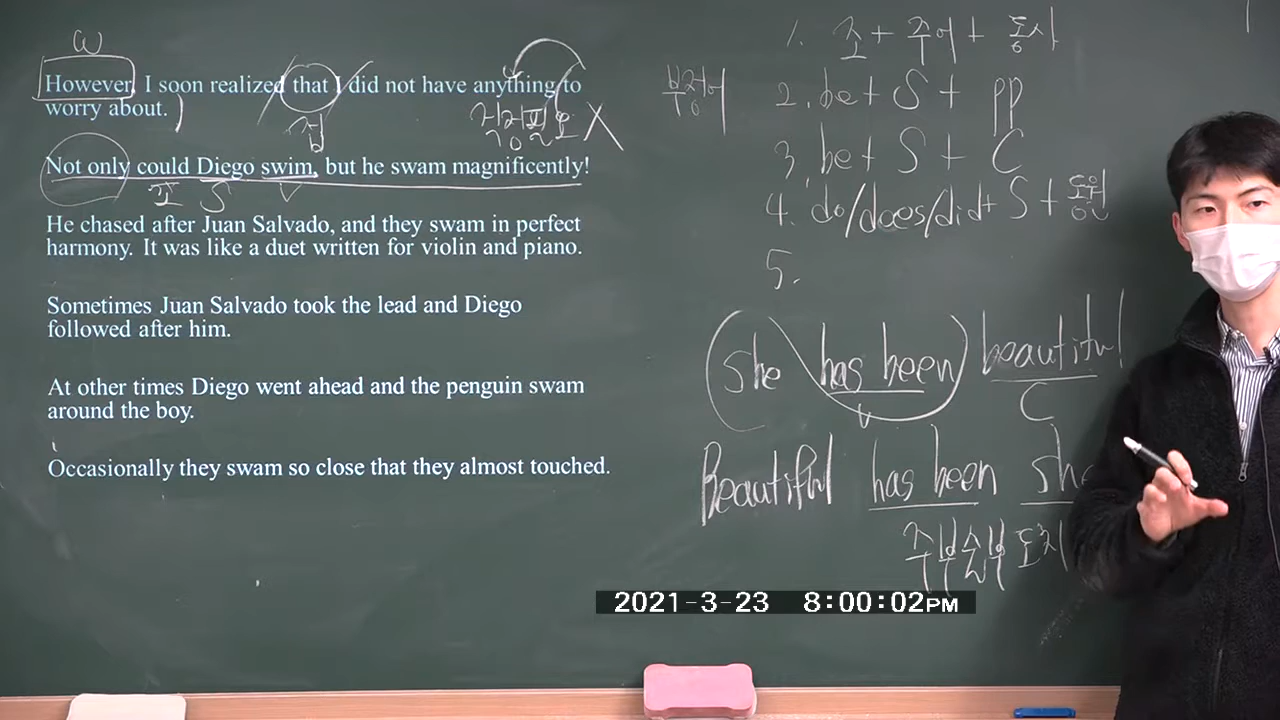 W
However, I soon realized that I did not have anything to
worry about.
접
Not only could Diego swim, but he swam magnificently!
조 S V
He chased after Juan Salvado, and they swam in perfect
harmony. It was like a duet written for violin and piano.
Sometimes Juan Salvado took the lead and Diego
followed after him.
At other times Diego went ahead and the penguin swam
around the boy.
Occasionally they swam so close that they almost touched.
부정어
1. 조 + 주어 + 동사
2. be + S + pp
3. be + S + C
4. do/does/did + S + 동원
5.
She has been beautiful
V C
Beautiful has been she
주부술부 도치
2021-3-23 8:00:02PM